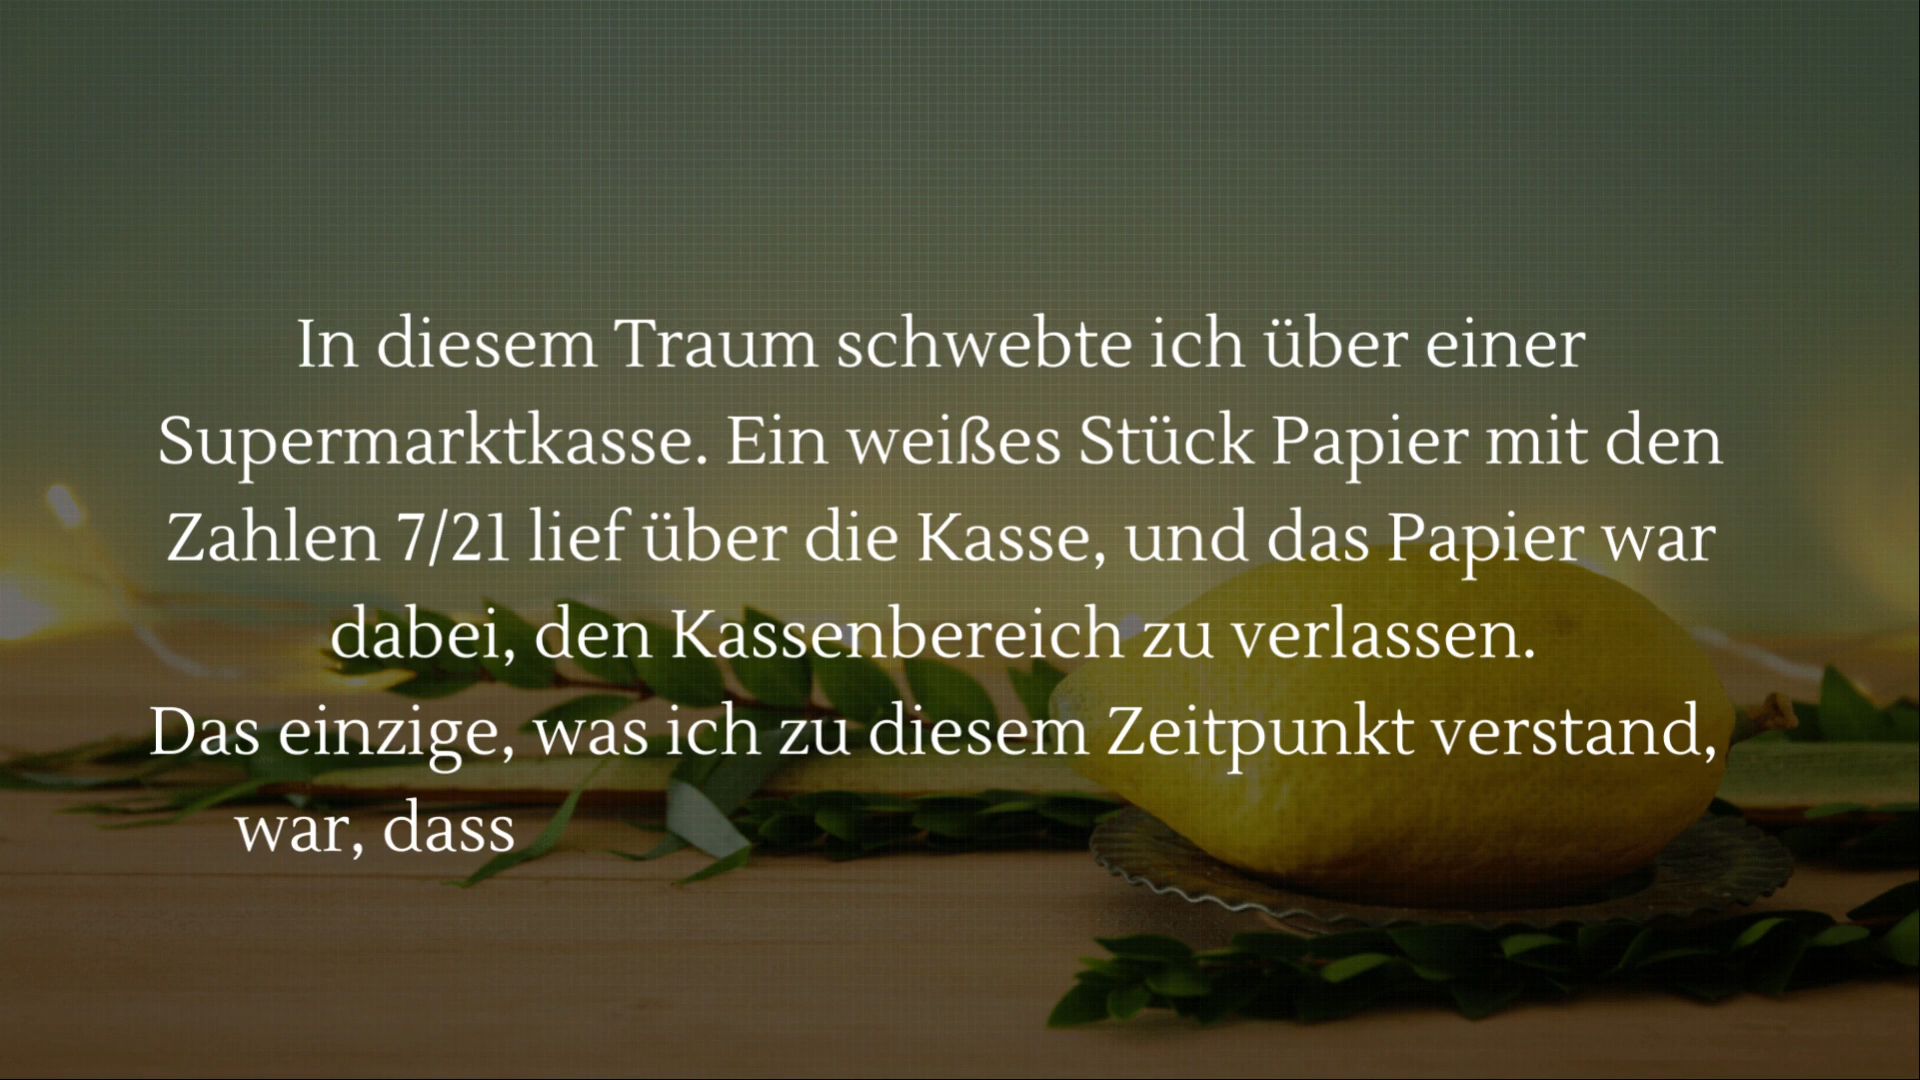 In diesem Traum schwebte ich über einer
Supermarktkasse. Ein weißes Stück Papier mit den
Zahlen 7/21 lief über die Kasse, und das Papier war
dabei, den Kassenbereich zu verlassen.
Das einzige, was ich zu diesem Zeitpunkt verstand,
war, dass